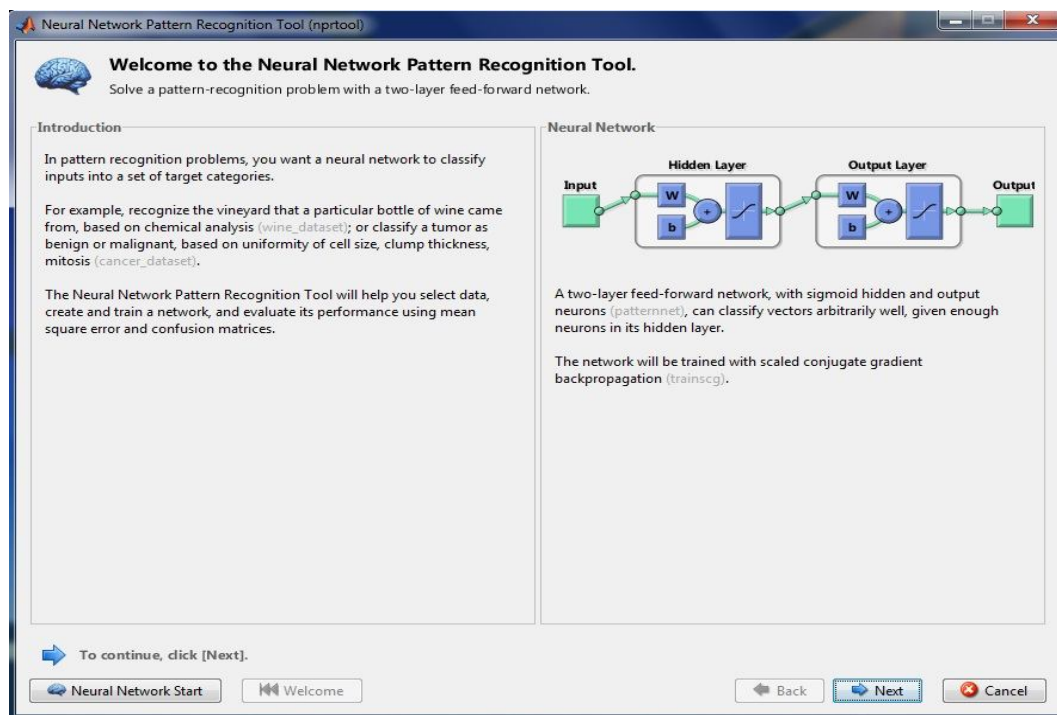 Neural Network Pattern Recognition Tool (nprtool)
Welcome to the Neural Network Pattern Recognition Tool.
Solve a pattern-recognition problem with a two-layer feed-forward network.
Introduction
In pattern recognition problems, you want a neural network to classify
inputs into a set of target categories.
For example, recognize the vineyard that a particular bottle of wine came
from, based on chemical analysis (wine_dataset); or classify a tumor as
benign or malignant, based on uniformity of cell size, clump thickness,
mitosis (cancer_dataset).
The Neural Network Pattern Recognition Tool will help you select data,
create and train a network, and evaluate its performance using mean
square error and confusion matrices.
Neural Network
Hidden Layer Output Layer
Input W b + W b + Output
A two-layer feed-forward network, with sigmoid hidden and output
neurons (patternnet), can classify vectors arbitrarily well, given enough
neurons in its hidden layer.
The network will be trained with scaled conjugate gradient
backpropagation (trainscg).
To continue, click [Next].
Neural Network Start Welcome Back Next Cancel